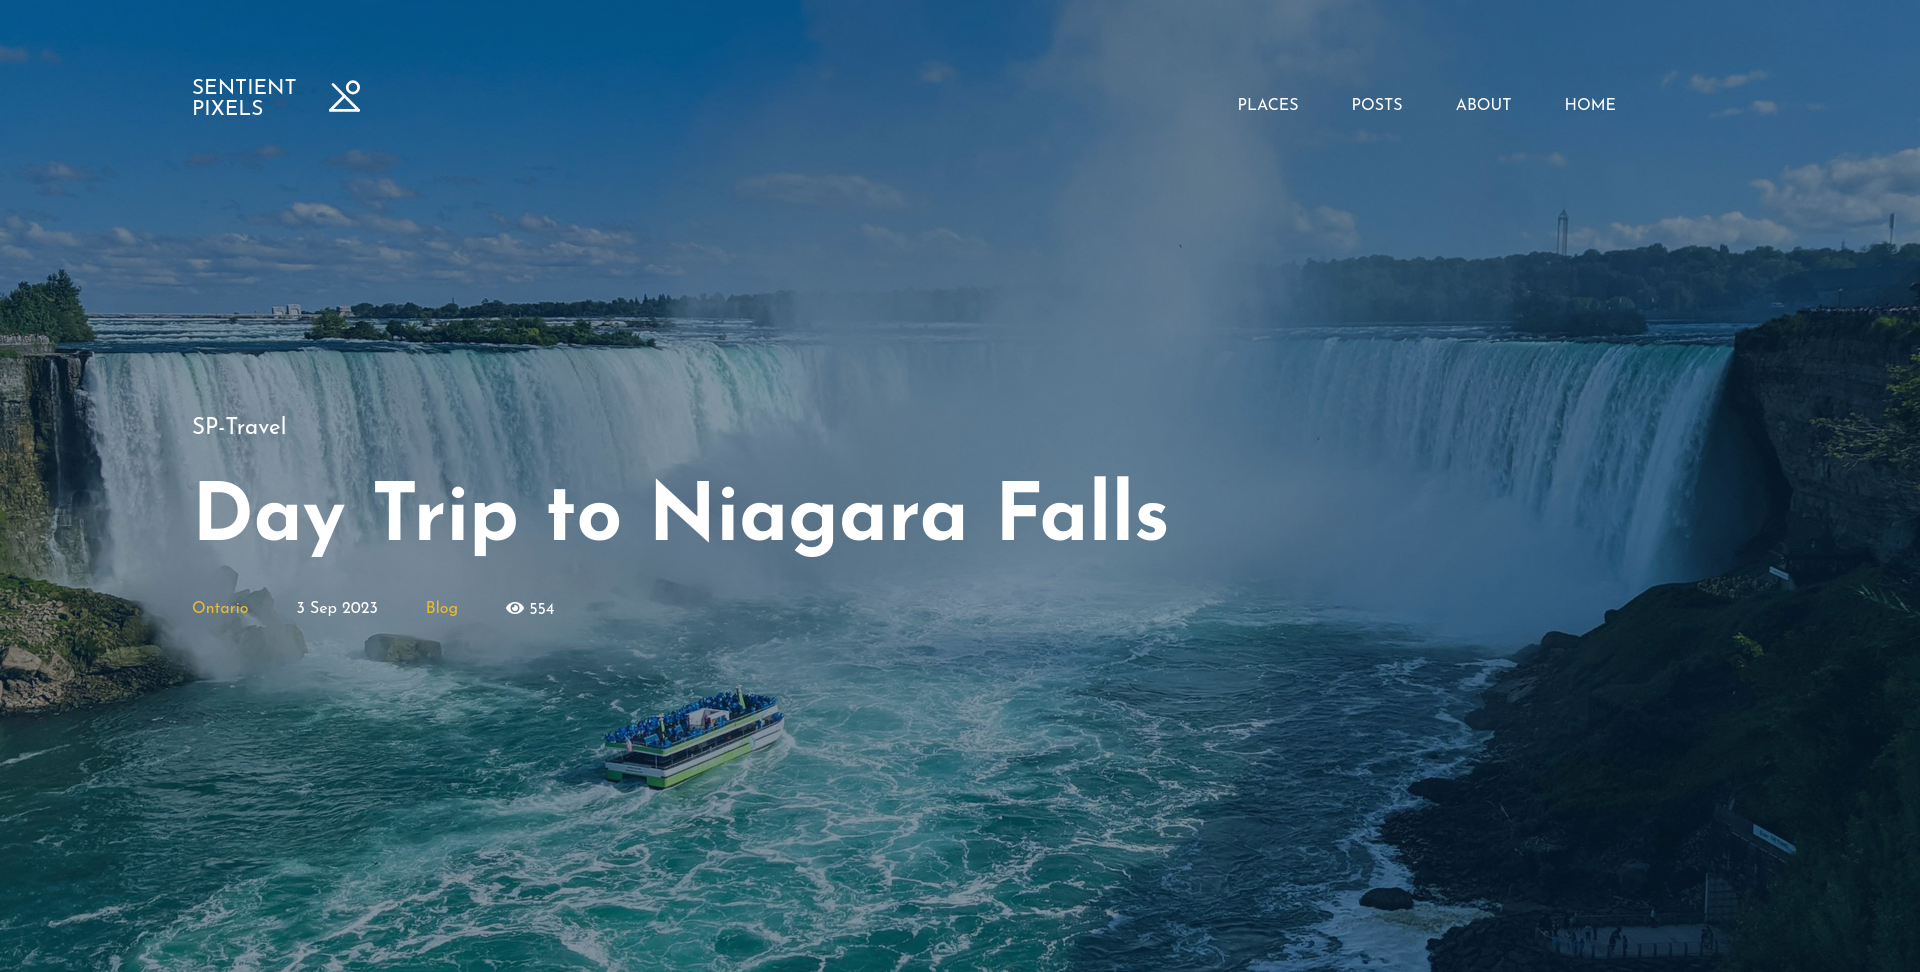 SENTIENT
PIXELS
PLACES POSTS ABOUT HOME
SP-Travel
Day Trip to Niagara Falls
Ontario 3 Sep 2023 Blog 554